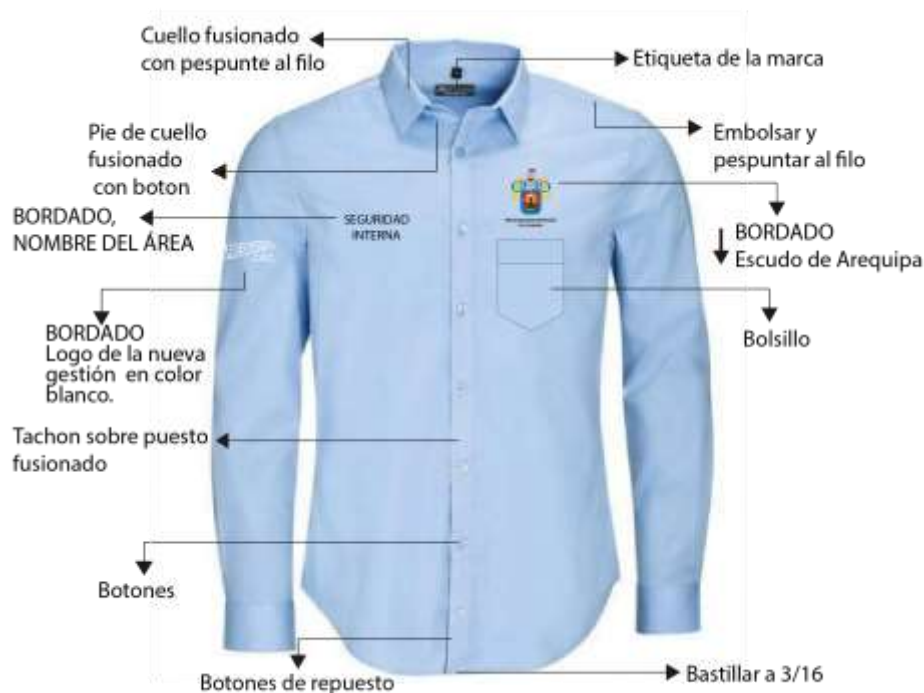 Cuello fusionado
con pespunte al filo
Etiqueta de la marca
Pie de cuello
fusionado
con boton
Embolsar y
pespuntar al filo
BORDADO,
NOMBRE DEL ÁREA
SEGURIDAD
INTERNA
BORDADO
Escudo de Arequipa
BORDADO
Logo de la nueva
gestión en color
blanco.
Bolsillo
Tachon sobre puesto
fusionado
Botones
Botones de repuesto
Bastillar a 3/16